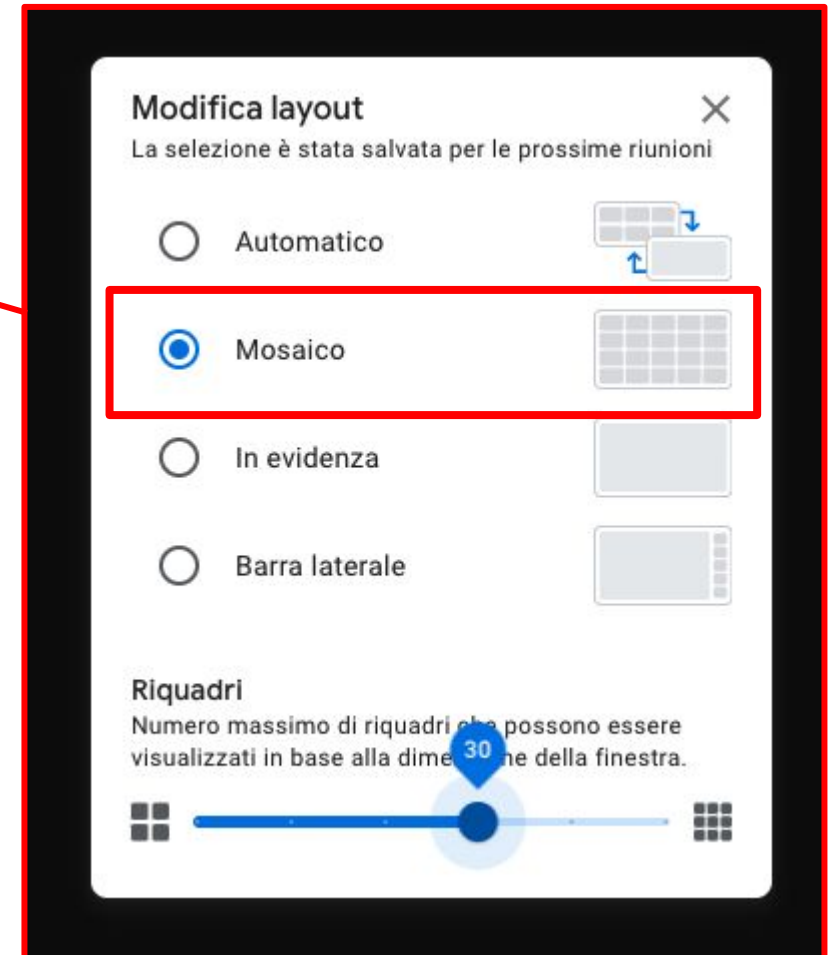 Modifica layout
La selezione è stata salvata per le prossime riunioni
Automatico
Mosaico
In evidenza
Barra laterale
Riquadri
Numero massimo di riquadri che possono essere
visualizzati in base alla della finestra.
30